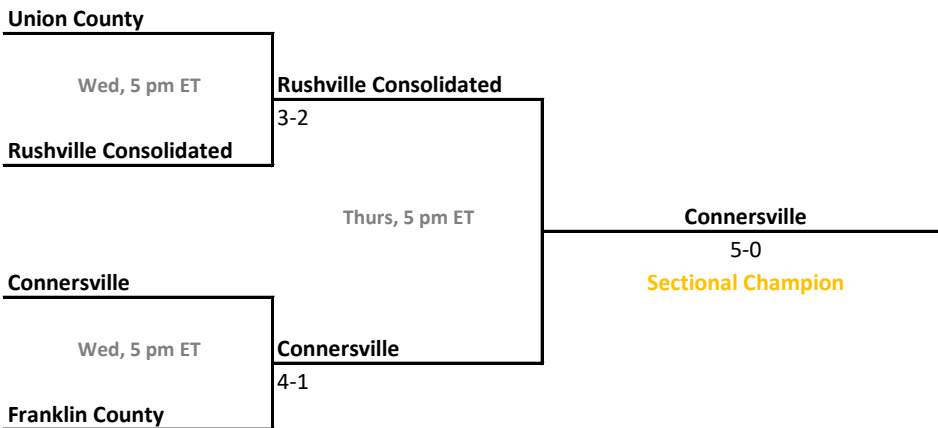 Union County
Wed, 5 pm ET
Rushville Consolidated
3-2
Rushville Consolidated
Thurs, 5 pm ET
Connersville
5-0
Sectional Champion
Connersville
Wed, 5 pm ET
Connersville
4-1
Franklin County